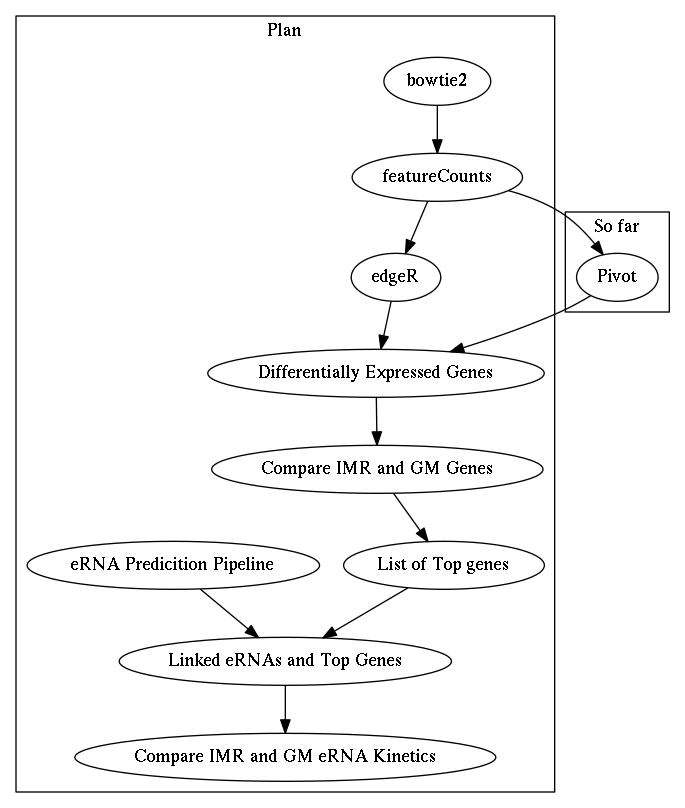 Plan
bowtie2
featureCounts
So far
edgeR
Pivot
Differentially Expressed Genes
Compare IMR and GM Genes
eRNA Predicition Pipeline
List of Top genes
Linked eRNAs and Top Genes
Compare IMR and GM eRNA Kinetics